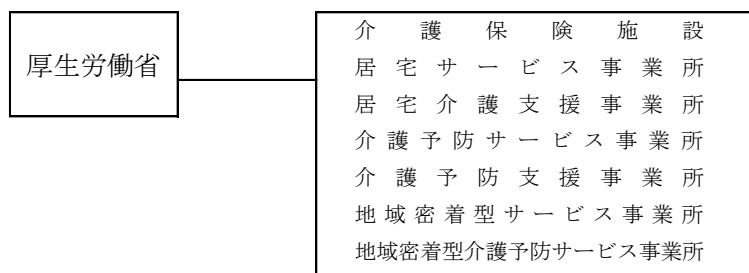 厚生労働省
介護保険施設
居宅サービス事業所
居宅介護支援事業所
介護予防サービス事業所
介護予防支援事業所
地域密着型サービス事業所
地域密着型介護予防サービス事業所